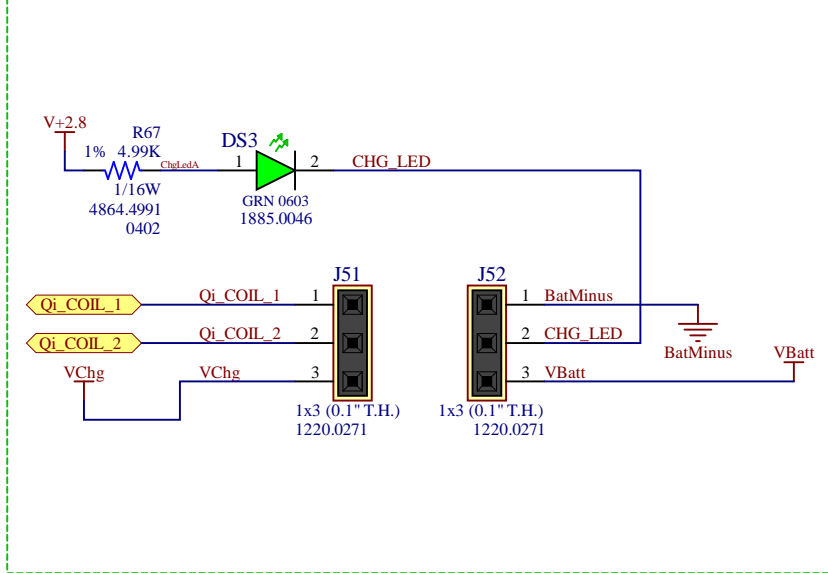 V+2.8
R67
1% 4.99K
1/16W
4864.4991
0402
ChgLedA
DS3
1 2
GRN 0603
1885.0046
CHG_LED
J51
Qi_COIL_1 Qi_COIL_1 1
Qi_COIL_2 Qi_COIL_2 2
VChg VChg 3
1x3 (0.1" T.H.)
1220.0271
J52
1 BatMinus
2 CHG_LED
3 VBatt
BatMinus
VBatt
1x3 (0.1" T.H.)
1220.0271